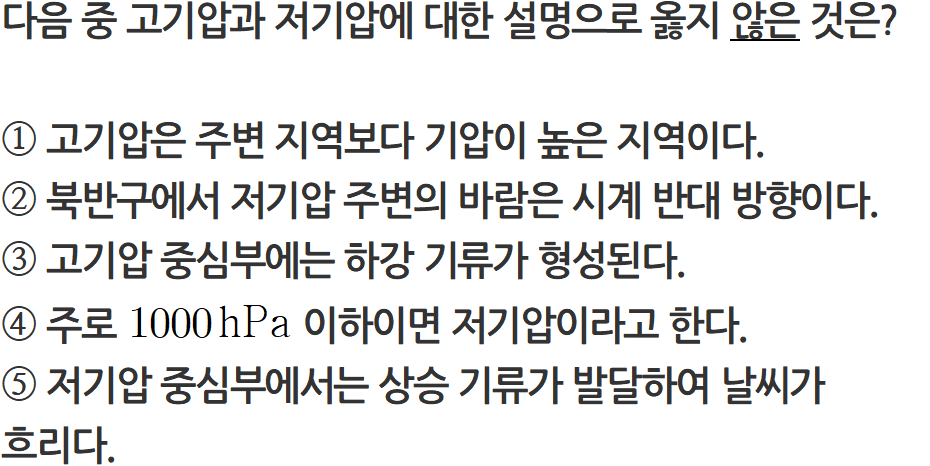 다음 중 고기압과 저기압에 대한 설명으로 옳지 않은 것은?
① 고기압은 주변 지역보다 기압이 높은 지역이다.
② 북반구에서 저기압 주변의 바람은 시계 반대 방향이다.
③ 고기압 중심부에는 하강 기류가 형성된다.
④ 주로 1000 hPa 이하이면 저기압이라고 한다.
⑤ 저기압 중심부에서는 상승 기류가 발달하여 날씨가
흐리다.